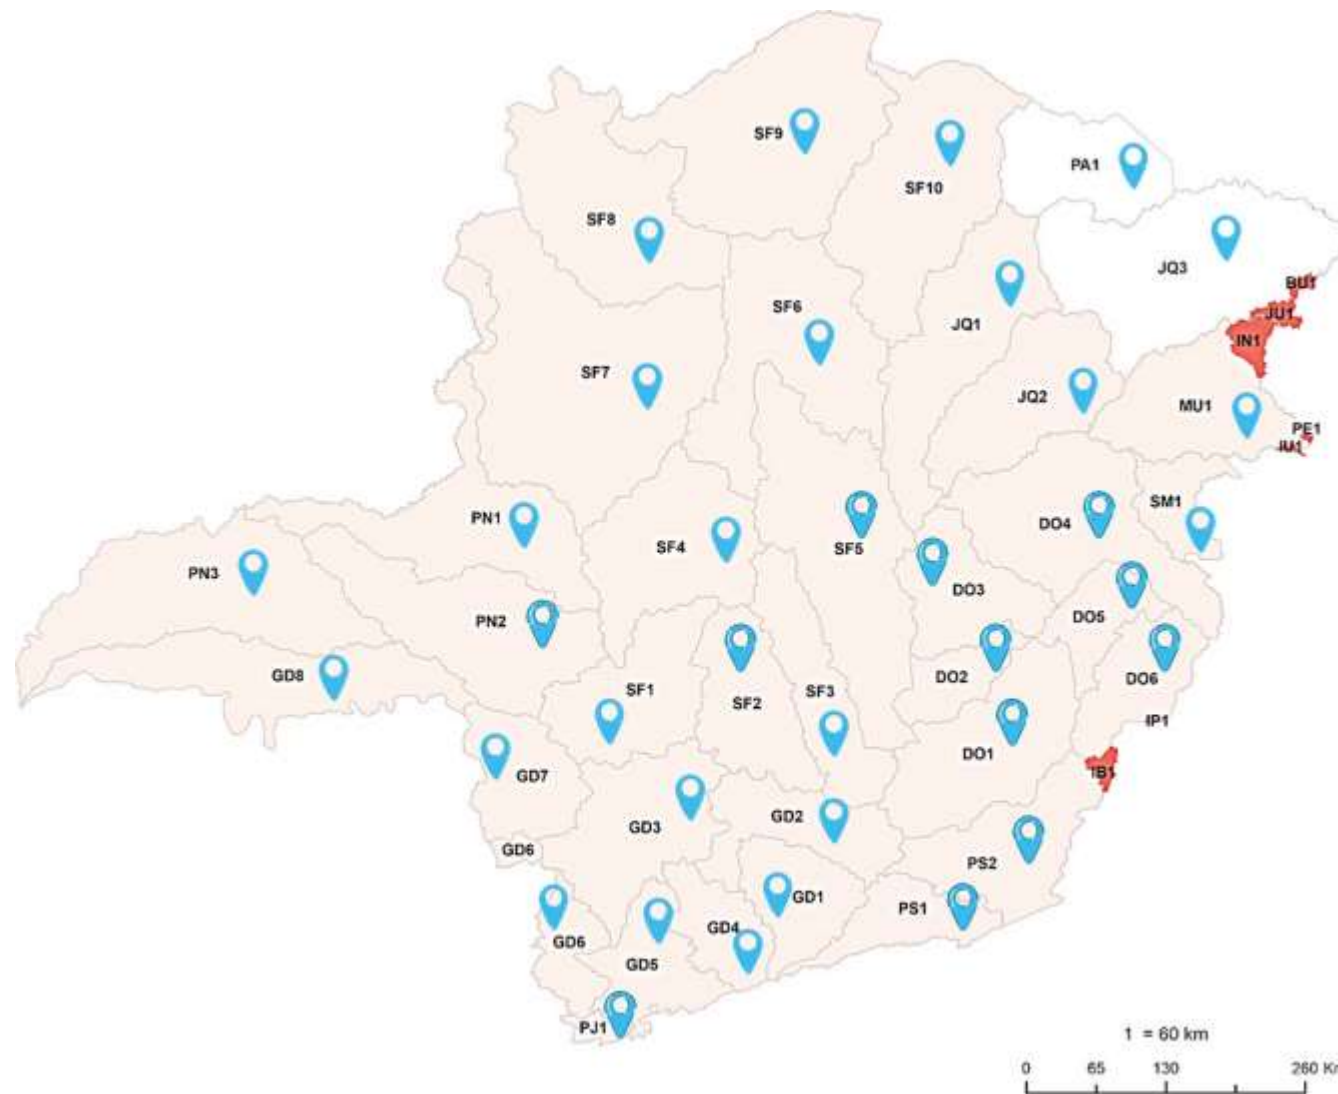 SF9
PA1
SF10
SF8
JQ3
BU1
SF6
JU1
JQ1
IN1
SF7
JQ2
MU1
PE1
IU1
SM1
PN1
DO4
SF4
SF5
PN3
DO3
DO5
PN2
GD8
DO2
DO6
SF1
SF3
SF2
IP1
DO1
IB1
GD7
GD2
GD3
GD6
PS2
GD1
PS1
GD4
GD6
GD5
PJ1
1 = 60 km
0 65 130 260 K